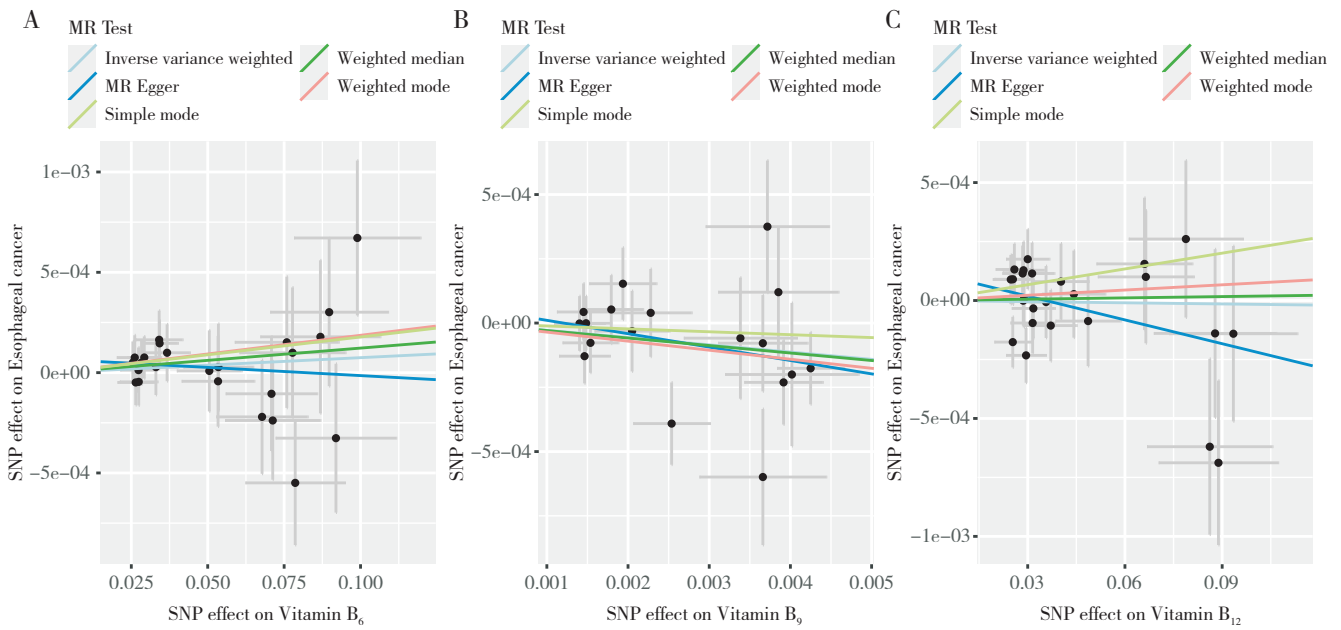 A
MR Test
Inverse variance weighted
Weighted median
MR Egger
Weighted mode
Simple mode
1e−03
5e−04
0e+00
−5e−04
SNP effect on Esophageal cancer
0.025
0.050
0.075
0.100
SNP effect on Vitamin B6
B
MR Test
Inverse variance weighted
Weighted median
MR Egger
Weighted mode
Simple mode
5e−04
0e+00
−5e−04
SNP effect on Esophageal cancer
0.001
0.002
0.003
0.004
0.005
SNP effect on Vitamin B9
C
MR Test
Inverse variance weighted
Weighted median
MR Egger
Weighted mode
Simple mode
5e−04
0e+00
−5e−04
−1e−03
SNP effect on Esophageal cancer
0.03
0.06
0.09
SNP effect on Vitamin B12